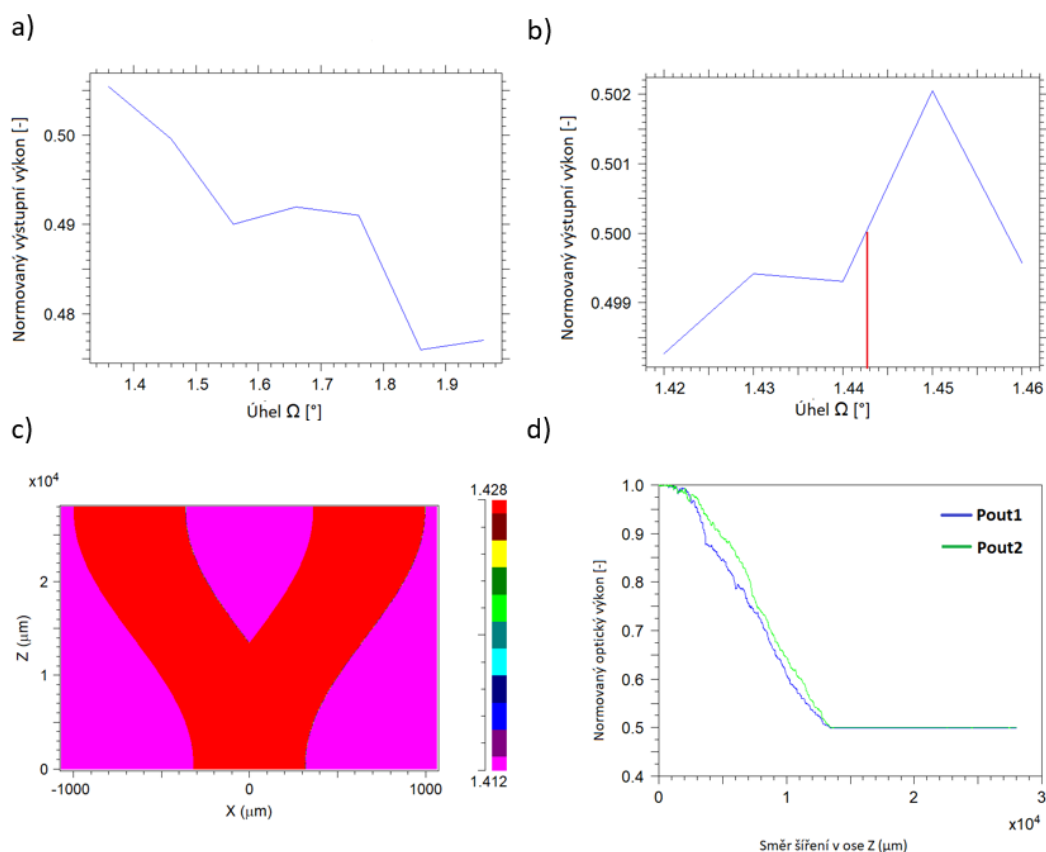 a)
Normovaný výstupní výkon [-]
0.50
0.49
0.48
1.4 1.5 1.6 1.7 1.8 1.9
Úhel Ω [°]
b)
Normovaný výstupní výkon [-]
0.502
0.501
0.500
0.499
1.42 1.43 1.44 1.45 1.46
Úhel Ω [°]
c)
x10⁴
Z (μm)
2
1
0
-1000 0 1000
X (μm)
1.428
1.412
d)
Normovaný optický výkon [-]
1.0
0.9
0.8
0.7
0.6
0.5
0.4
Pout1
Pout2
0 1 2 3
x10⁴
Směr šíření v ose Z (μm)